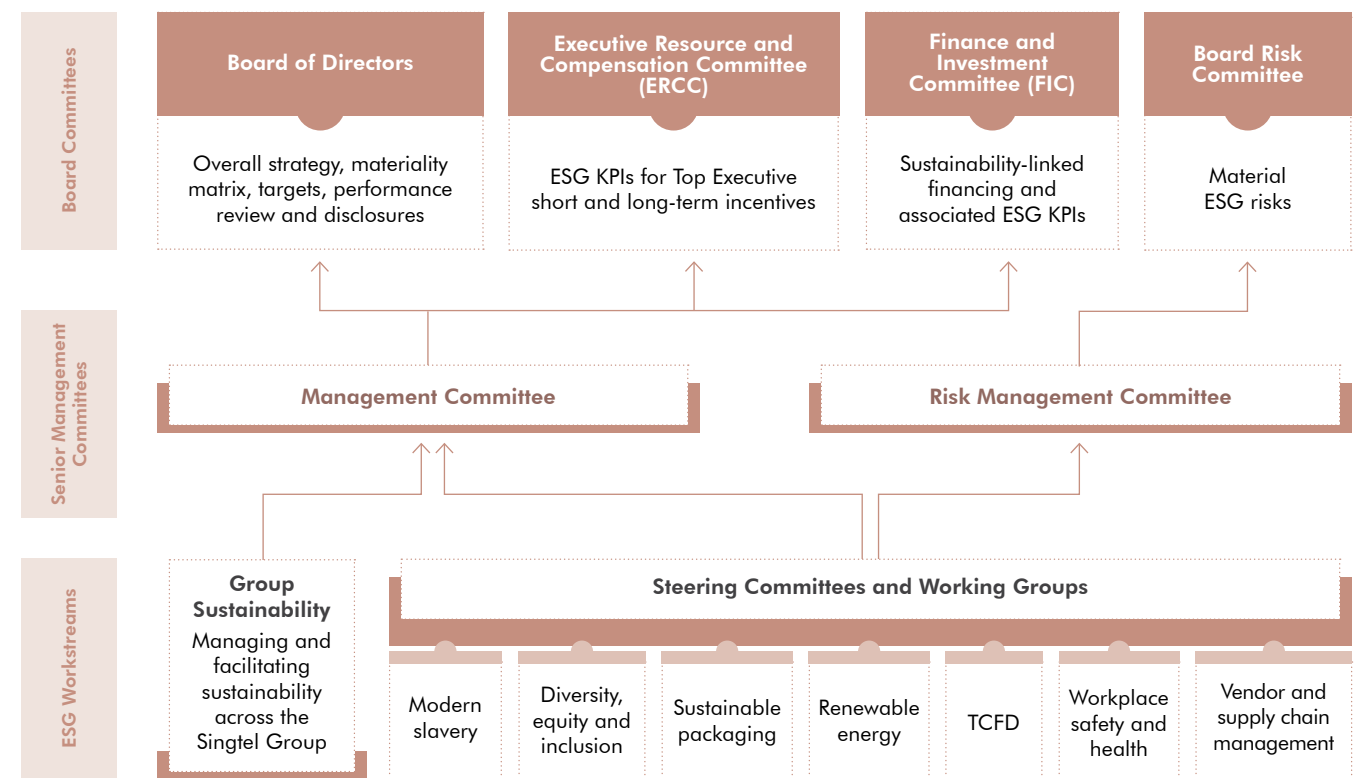 Board Committees
Board of Directors
Overall strategy, materiality
matrix, targets, performance
review and disclosures
Executive Resource and
Compensation Committee
(ERCC)
ESG KPIs for Top Executive
short and long-term incentives
Finance and
Investment
Committee (FIC)
Sustainability-linked
financing and
associated ESG KPIs
Board Risk
Committee
Material
ESG risks
Senior Management
Committees
Management Committee
Risk Management Committee
ESG Workstreams
Group
Sustainability
Managing and
facilitating
sustainability
across the
Singtel Group
Steering Committees and Working Groups
Modern
slavery
Diversity,
equity and
inclusion
Sustainable
packaging
Renewable
energy
TCFD
Workplace
safety and
health
Vendor and
supply chain
management